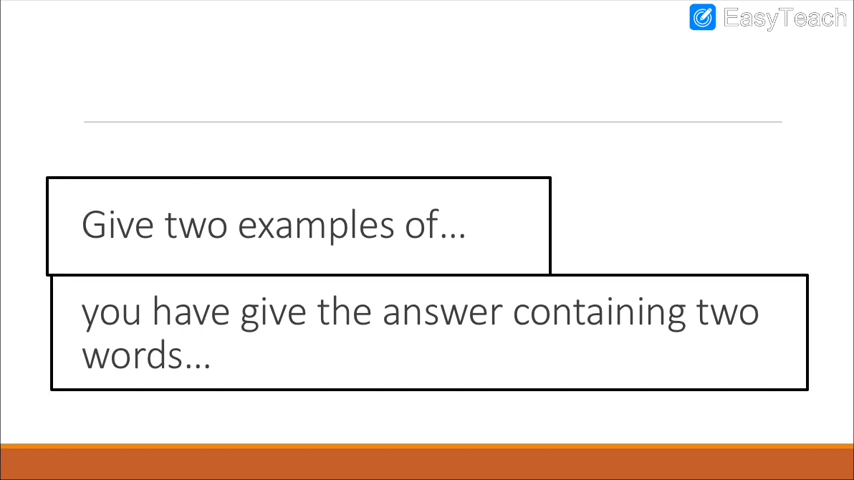 EasyTeach
Give two examples of...
you have give the answer containing two
words...